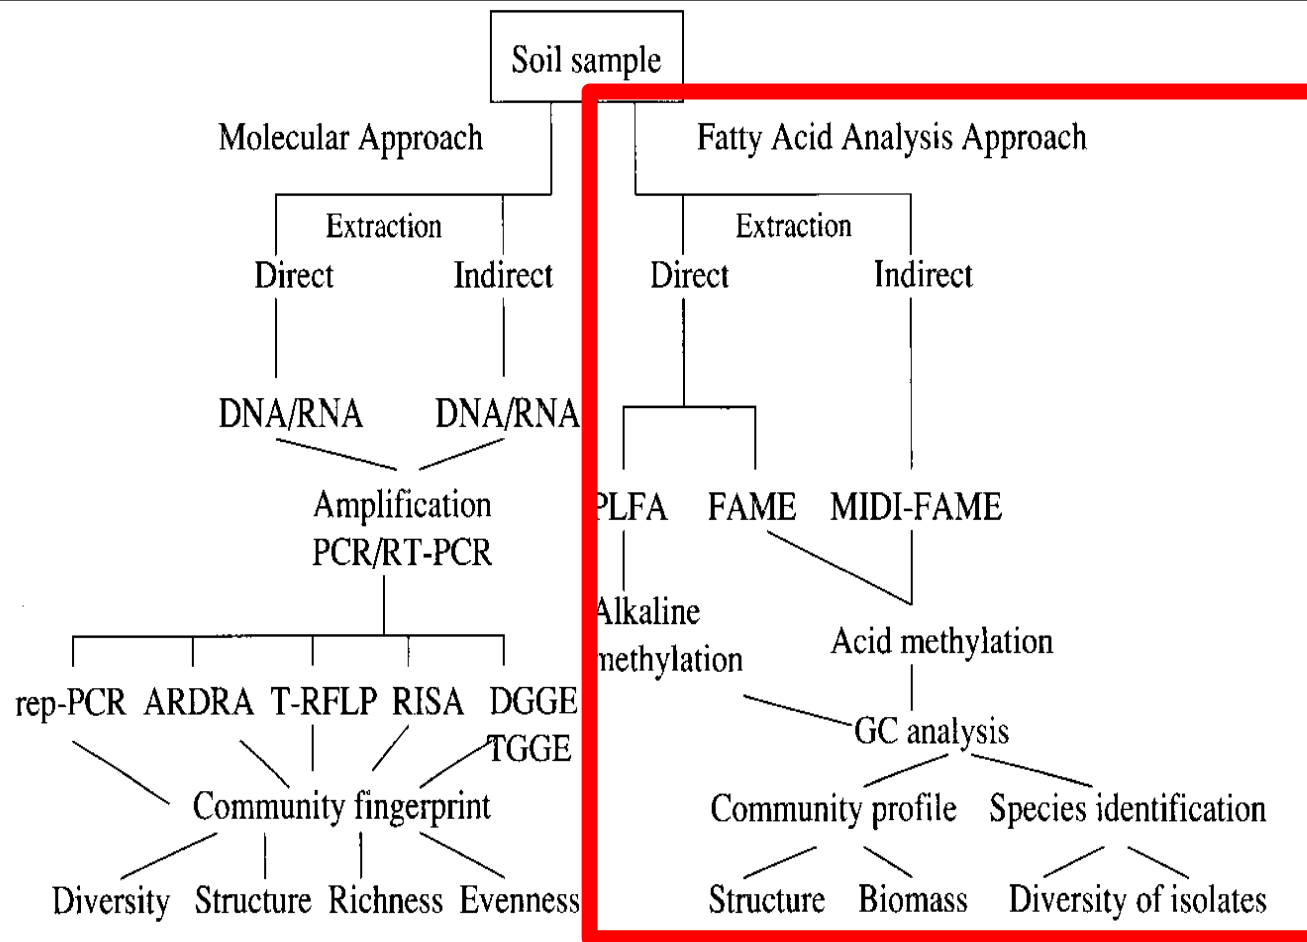 Soil sample
Molecular Approach
Fatty Acid Analysis Approach
Extraction
Extraction
Direct
Indirect
Direct
Indirect
DNA/RNA
DNA/RNA
PLFA
FAME
MIDI-FAME
Amplification
PCR/RT-PCR
Alkaline
methylation
Acid methylation
rep-PCR
ARDRA
T-RFLP
RISA
DGGE
TGGE
GC analysis
Community fingerprint
Community profile
Species identification
Diversity
Structure
Richness
Evenness
Structure
Biomass
Diversity of isolates